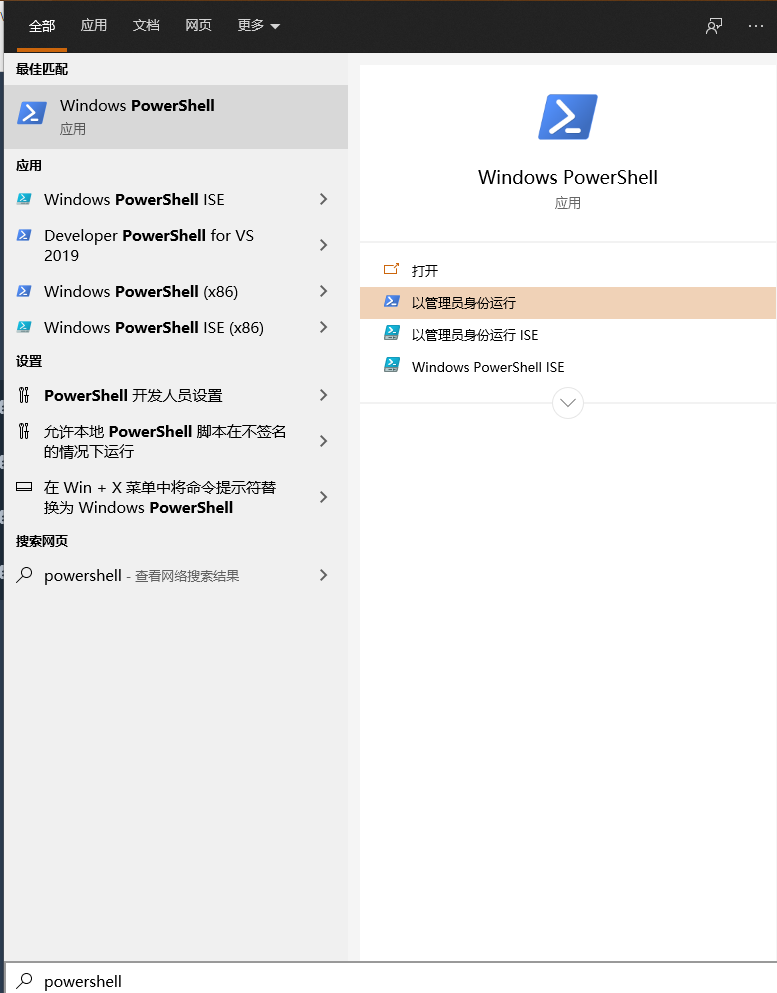 全部 应用 文档 网页 更多
最佳匹配
Windows PowerShell
应用
应用
Windows PowerShell ISE
Developer PowerShell for VS
2019
Windows PowerShell (x86)
Windows PowerShell ISE (x86)
设置
PowerShell 开发人员设置
允许本地 PowerShell 脚本在不签名
的情况下运行
在 Win + X 菜单中将命令提示符替
换为 Windows PowerShell
搜索网页
powershell - 查看网络搜索结果
Windows PowerShell
应用
打开
以管理员身份运行
以管理员身份运行 ISE
Windows PowerShell ISE
powershell